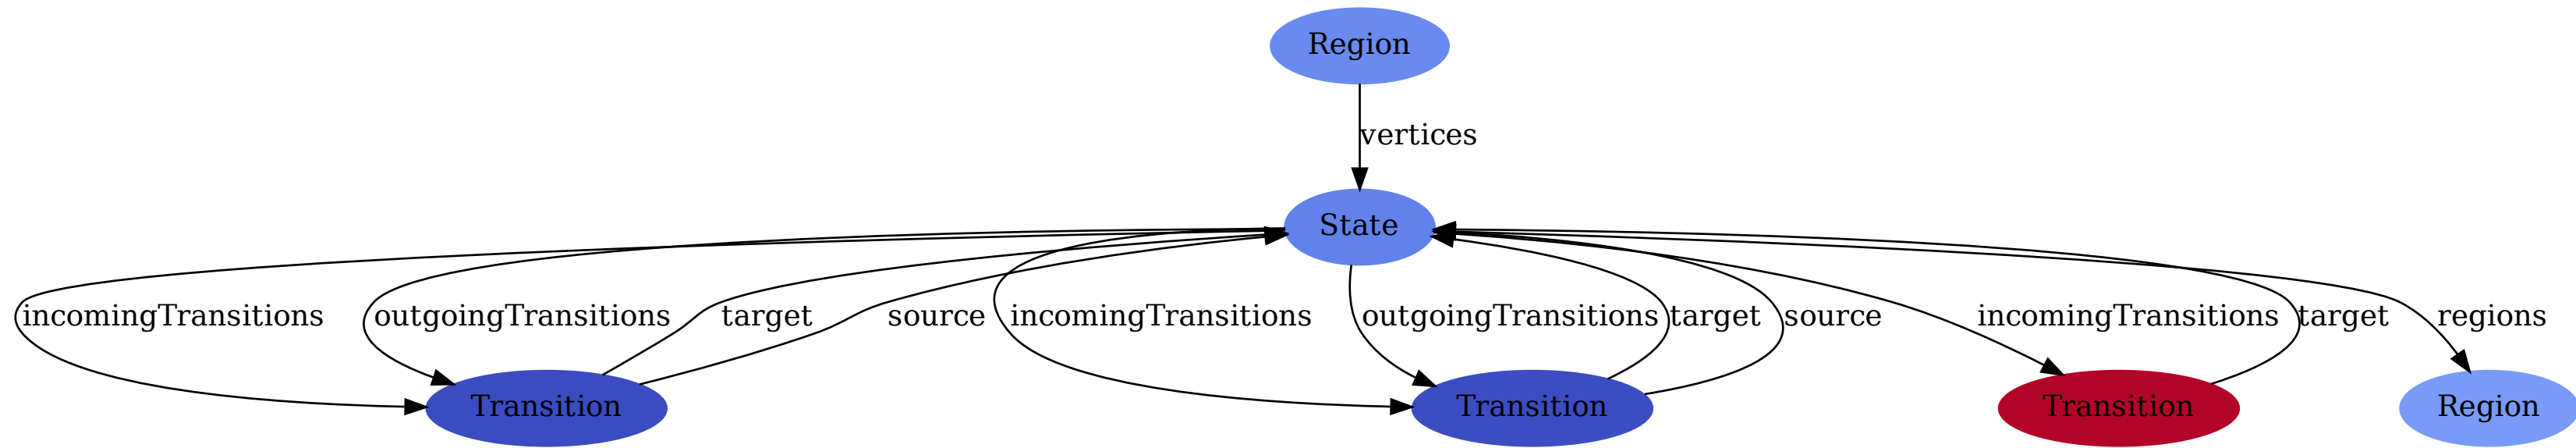 Region
vertices
State
incomingTransitions
outgoingTransitions
target
source
incomingTransitions
outgoingTransitions
target
source
incomingTransitions
target
regions
Transition
Transition
Transition
Region